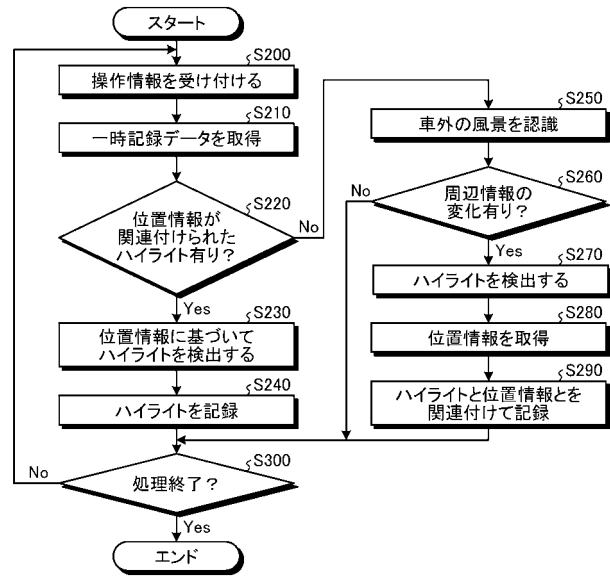 スタート
S200
操作情報を受け付ける
S210
一時記録データを取得
S220
位置情報が
関連付けられた
ハイライト有り？
No
Yes
S230
位置情報に基づいて
ハイライトを検出する
S240
ハイライトを記録
S250
車外の風景を認識
S260
周辺情報の
変化有り？
No
Yes
S270
ハイライトを検出する
S280
位置情報を取得
S290
ハイライトと位置情報とを
関連付けて記録
S300
処理終了？
No
Yes
エンド